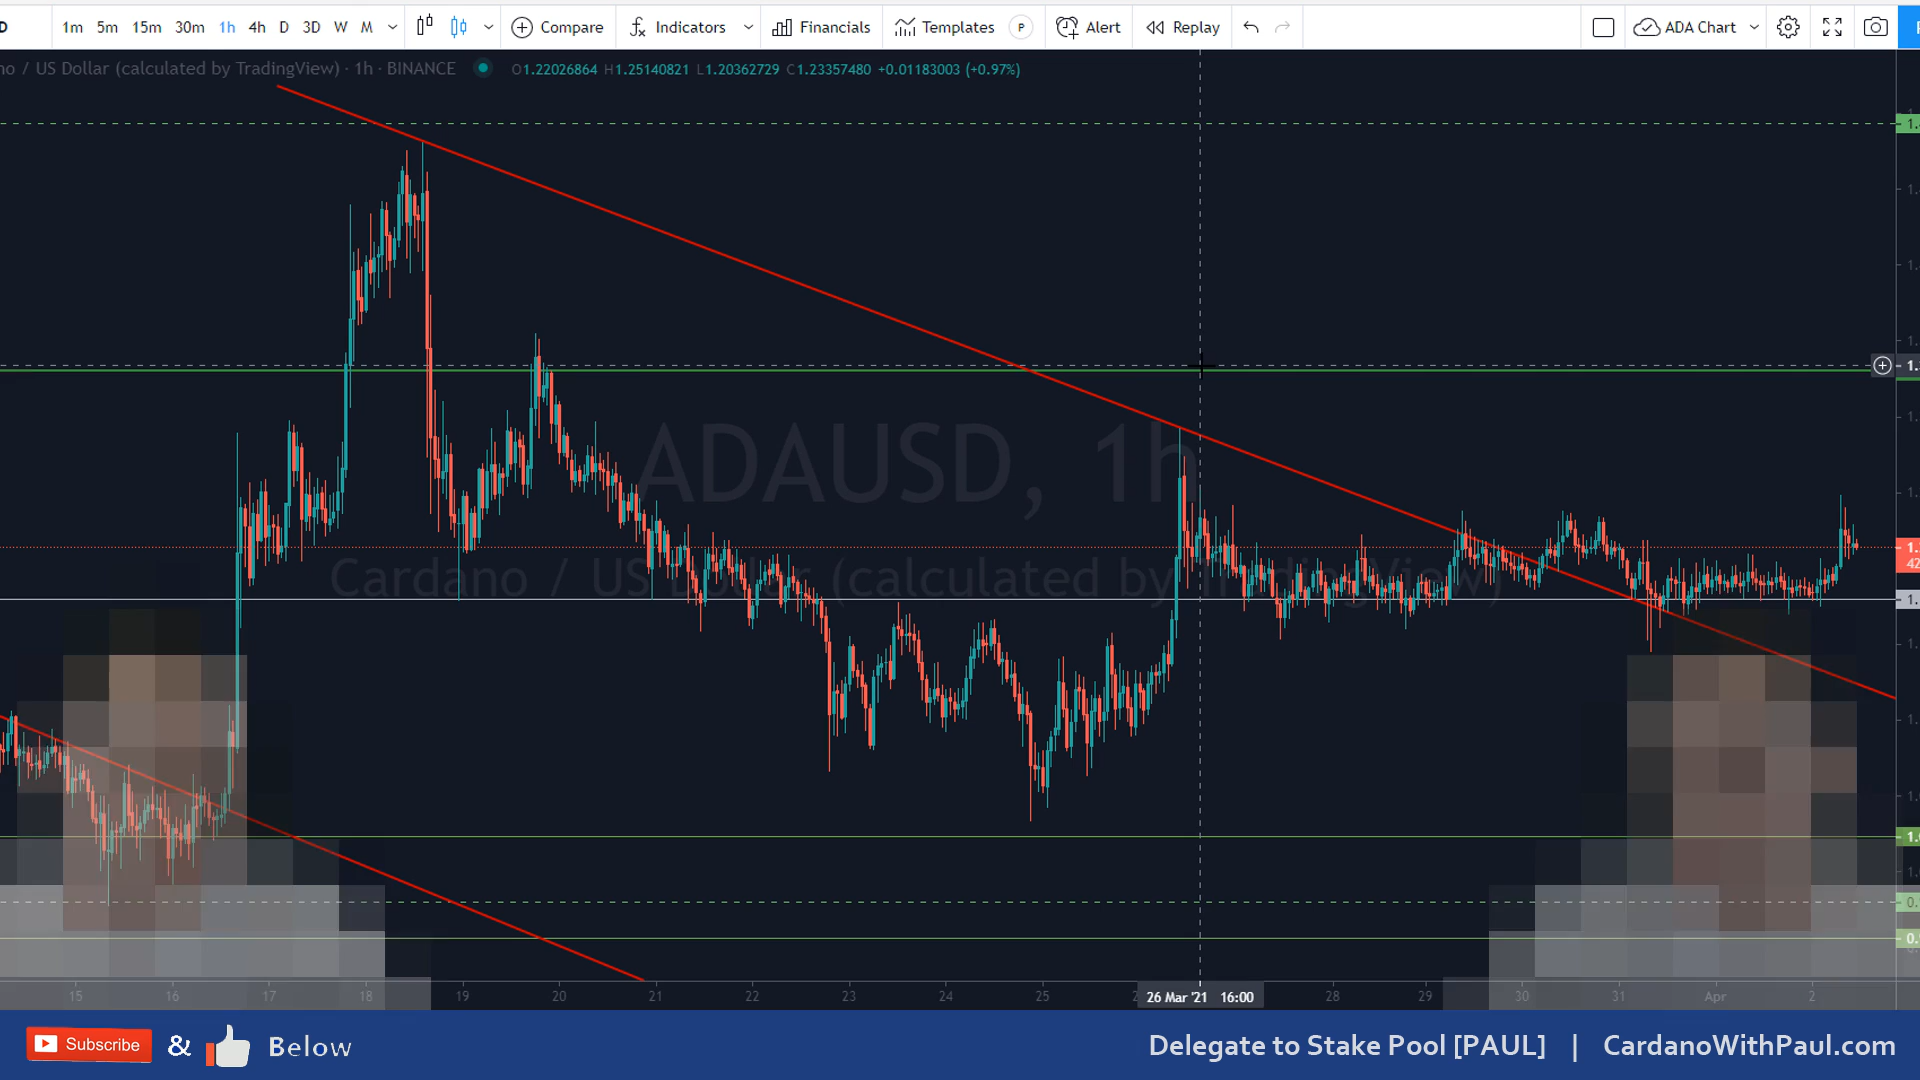 1m 5m 15m 30m 1h 4h D 3D W M Compare Indicators Financials Templates P Alert Replay ADA Chart
o / US Dollar (calculated by TradingView) · 1h · BINANCE O1.22026864 H1.25140821 L1.20362729 C1.23357480 +0.01183003 (+0.97%)
ADAUSD, 1h
Cardano / US Dollar (calculated by TradingView)
42
15 16 17 18 19 20 21 22 23 24 25 26 Mar '21 16:00 28 29 30 31 Apr 2
Subscribe & Below Delegate to Stake Pool [PAUL] | CardanoWithPaul.com